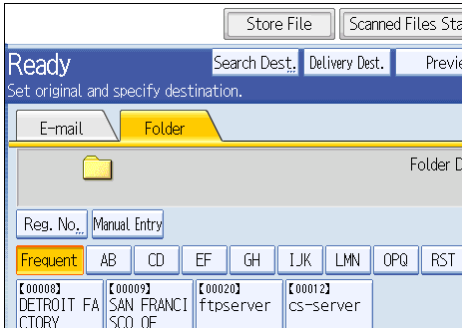 Store File Scanned Files Sta
Ready Search Dest. Delivery Dest. Previe
Set original and specify destination.
E-mail Folder
Folder D
Reg. No. Manual Entry
Frequent AB CD EF GH IJK LMN OPQ RST
【00008】 【00009】 【00020】 【00012】
DETROIT FA SAN FRANCI ftpserver cs-server
CTORY SCO OF